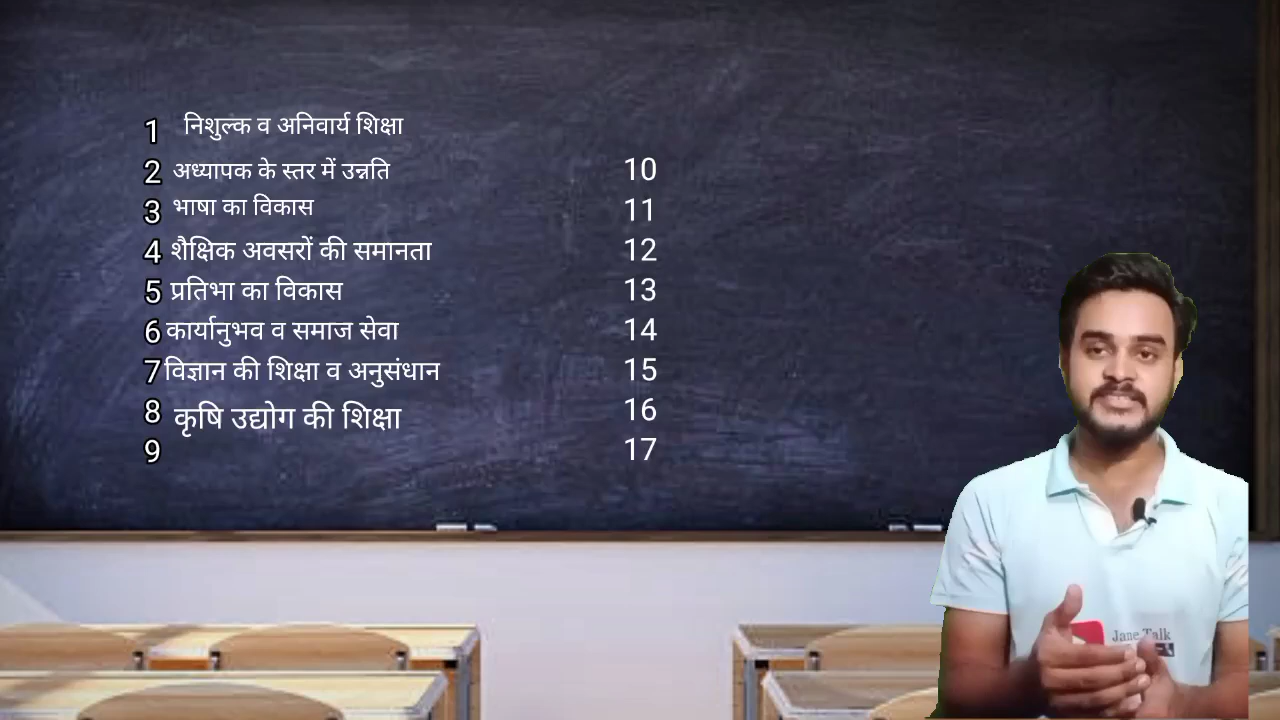 1 निशुल्क व अनिवार्य शिक्षा
2 अध्यापक के स्तर में उन्नति
3 भाषा का विकास
4 शैक्षिक अवसरों की समानता
5 प्रतिभा का विकास
6 कार्यानुभव व समाज सेवा
7 विज्ञान की शिक्षा व अनुसंधान
8 कृषि उद्योग की शिक्षा
9
10
11
12
13
14
15
16
17
Jane Talk